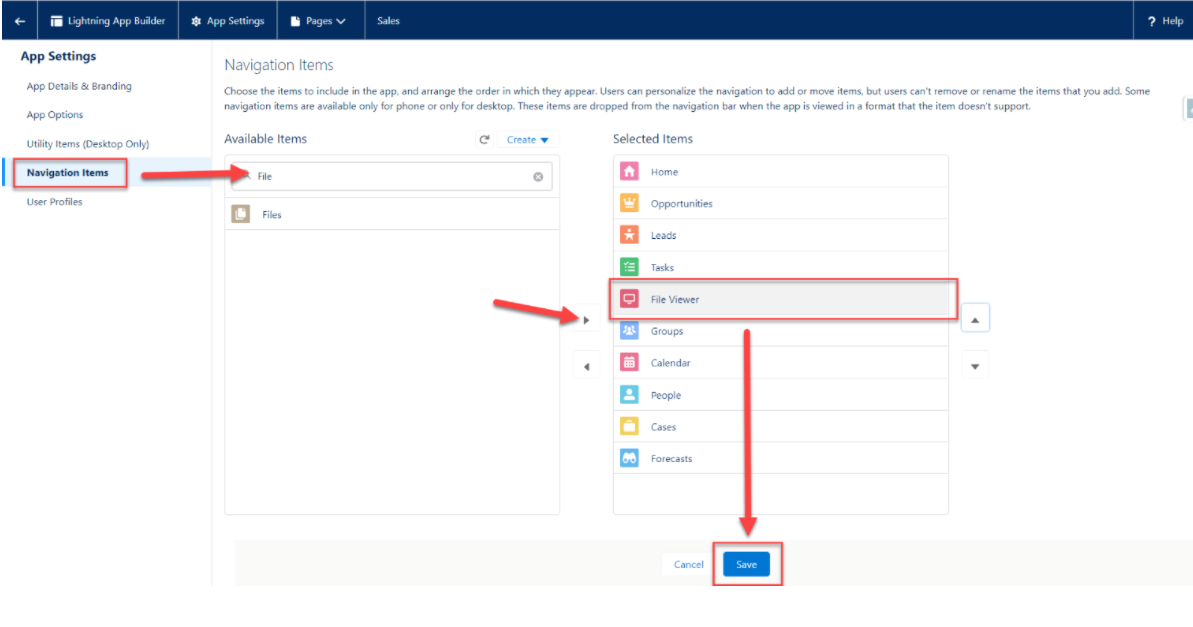 Lightning App Builder
App Settings
Pages
Sales
? Help
App Settings
App Details & Branding
App Options
Utility Items (Desktop Only)
Navigation Items
User Profiles
Navigation Items
Choose the items to include in the app, and arrange the order in which they appear. Users can personalize the navigation to add or move items, but users can't remove or rename the items that you add. Some
navigation items are available only for phone or only for desktop. These items are dropped from the navigation bar when the app is viewed in a format that the item doesn't support.
Available Items
Create
File
Files
Selected Items
Home
Opportunities
Leads
Tasks
File Viewer
Groups
Calendar
People
Cases
Forecasts
Cancel
Save